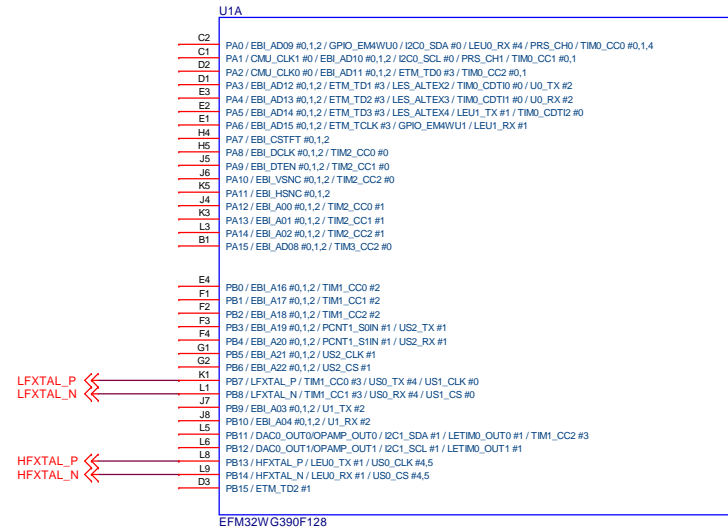 U1A
C2 PA0 / EBI_AD09 #0,1,2 / GPIO_EM4WU0 / I2C0_SDA #0 / LEU0_RX #4 / PRS_CH0 / TIM0_CC0 #0,1,4
C1 PA1 / CMU_CLK1 #0 / EBI_AD10 #0,1,2 / I2C0_SCL #0 / PRS_CH1 / TIM0_CC1 #0,1
D2 PA2 / CMU_CLK0 #0 / EBI_AD11 #0,1,2 / ETM_TD0 #3 / TIM0_CC2 #0,1
D1 PA3 / EBI_AD12 #0,1,2 / ETM_TD1 #3 / LES_ALTEX2 / TIM0_CDTI0 #0 / U0_TX #2
E3 PA4 / EBI_AD13 #0,1,2 / ETM_TD2 #3 / LES_ALTEX3 / TIM0_CDTI1 #0 / U0_RX #2
E2 PA5 / EBI_AD14 #0,1,2 / ETM_TD3 #3 / LES_ALTEX4 / LEU1_TX #1 / TIM0_CDTI2 #0
E1 PA6 / EBI_AD15 #0,1,2 / ETM_TCLK #3 / GPIO_EM4WU1 / LEU1_RX #1
H4 PA7 / EBI_CSTFT #0,1,2
H5 PA8 / EBI_DCLK #0,1,2 / TIM2_CC0 #0
J5 PA9 / EBI_DTEN #0,1,2 / TIM2_CC1 #0
J6 PA10 / EBI_VSNC #0,1,2 / TIM2_CC2 #0
K5 PA11 / EBI_HSNC #0,1,2
J4 PA12 / EBI_A00 #0,1,2 / TIM2_CC0 #1
K3 PA13 / EBI_A01 #0,1,2 / TIM2_CC1 #1
L3 PA14 / EBI_A02 #0,1,2 / TIM2_CC2 #1
B1 PA15 / EBI_AD08 #0,1,2 / TIM3_CC2 #0
E4 PB0 / EBI_A16 #0,1,2 / TIM1_CC0 #2
F1 PB1 / EBI_A17 #0,1,2 / TIM1_CC1 #2
F2 PB2 / EBI_A18 #0,1,2 / TIM1_CC2 #2
F3 PB3 / EBI_A19 #0,1,2 / PCNT1_S0IN #1 / US2_TX #1
F4 PB4 / EBI_A20 #0,1,2 / PCNT1_S1IN #1 / US2_RX #1
G1 PB5 / EBI_A21 #0,1,2 / US2_CLK #1
G2 PB6 / EBI_A22 #0,1,2 / US2_CS #1
LFXTAL_P K1 PB7 / LFXTAL_P / TIM1_CC0 #3 / US0_TX #4 / US1_CLK #0
LFXTAL_N L1 PB8 / LFXTAL_N / TIM1_CC1 #3 / US0_RX #4 / US1_CS #0
J7 PB9 / EBI_A03 #0,1,2 / U1_TX #2
J8 PB10 / EBI_A04 #0,1,2 / U1_RX #2
L5 PB11 / DAC0_OUT0/OPAMP_OUT0 / I2C1_SDA #1 / LETIM0_OUT0 #1 / TIM1_CC2 #3
L6 PB12 / DAC0_OUT1/OPAMP_OUT1 / I2C1_SCL #1 / LETIM0_OUT1 #1
HFXTAL_P L8 PB13 / HFXTAL_P / LEU0_TX #1 / US0_CLK #4,5
HFXTAL_N L9 PB14 / HFXTAL_N / LEU0_RX #1 / US0_CS #4,5
D3 PB15 / ETM_TD2 #1
EFM32WG390F128